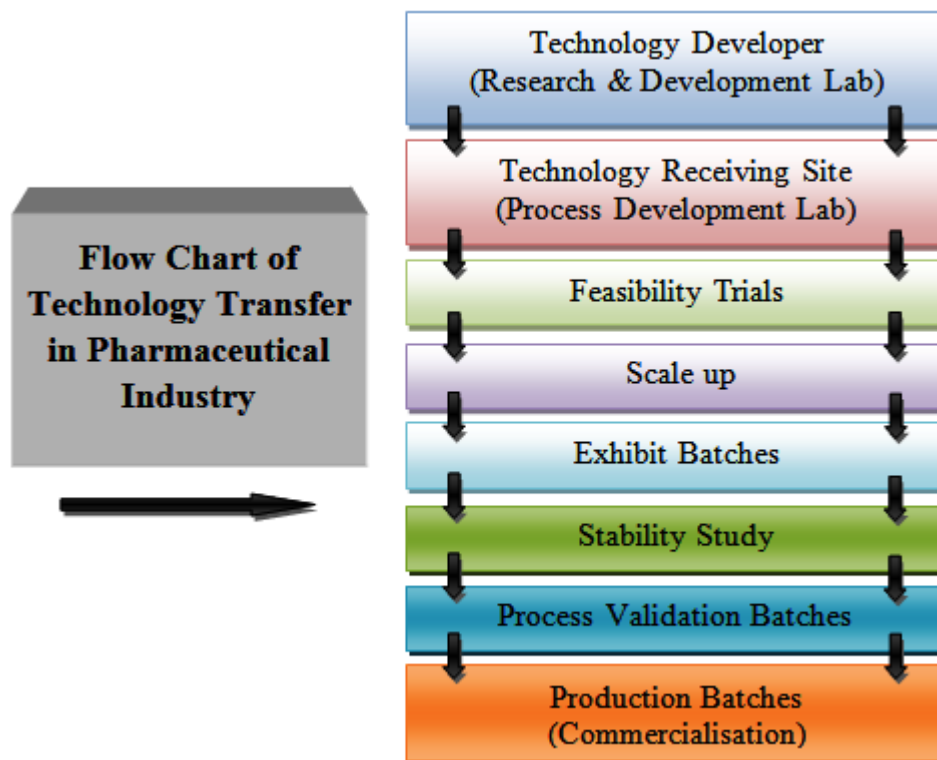 Flow Chart of
Technology Transfer
in Pharmaceutical
Industry
Technology Developer
(Research & Development Lab)
Technology Receiving Site
(Process Development Lab)
Feasibility Trials
Scale up
Exhibit Batches
Stability Study
Process Validation Batches
Production Batches
(Commercialisation)